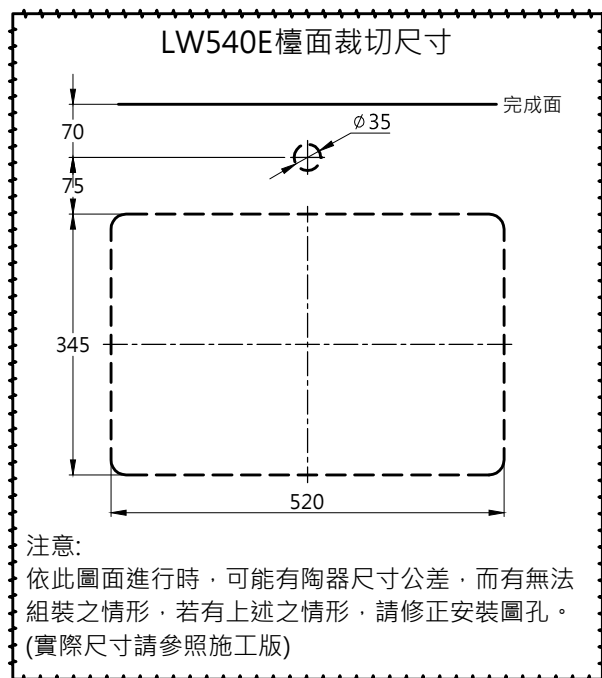 LW540E檯面裁切尺寸
完成面
70
⌀35
75
345
520
注意:
依此圖面進行時，可能有陶器尺寸公差，而有無法
組裝之情形，若有上述之情形，請修正安裝圖孔。
(實際尺寸請參照施工版)